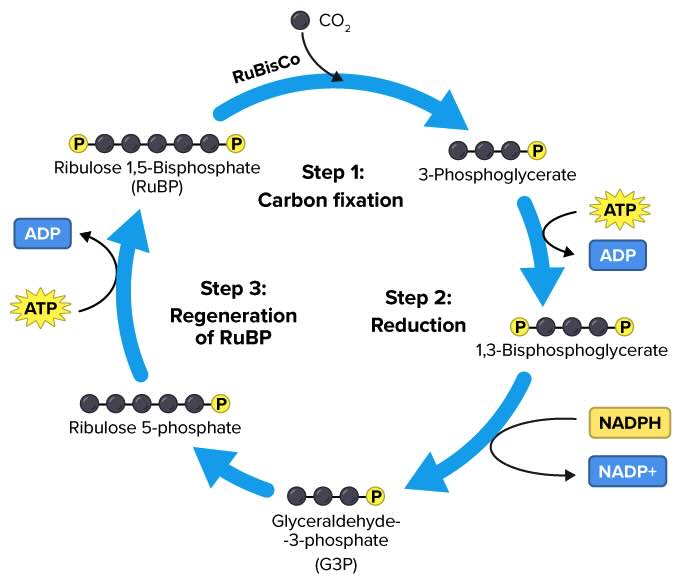 CO2
RuBisCo
P P
Ribulose 1,5-Bisphosphate
(RuBP)
Step 1:
Carbon fixation
P
3-Phosphoglycerate
ATP
ADP
P P
1,3-Bisphosphoglycerate
Step 2:
Reduction
NADPH
NADP+
P
Glyceraldehyde-
-3-phosphate
(G3P)
P
Ribulose 5-phosphate
Step 3:
Regeneration
of RuBP
ATP
ADP